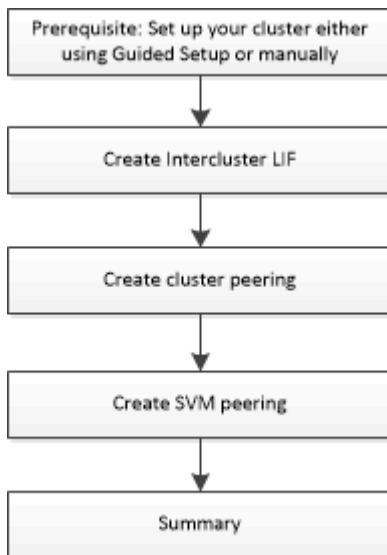 Prerequisite: Set up your cluster either
using Guided Setup or manually
Create Intercluster LIF
Create cluster peering
Create SVM peering
Summary